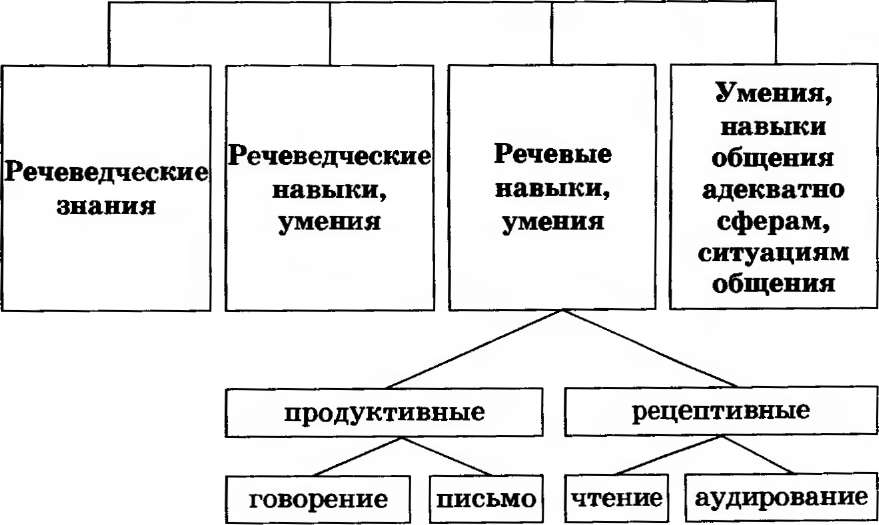 Речеведческие
знания
Речеведческие
навыки,
умения
Речевые
навыки,
умения
Умения,
навыки
общения
адекватно
сферам,
ситуациям
общения
продуктивные
рецептивные
говорение
письмо
чтение
аудирование